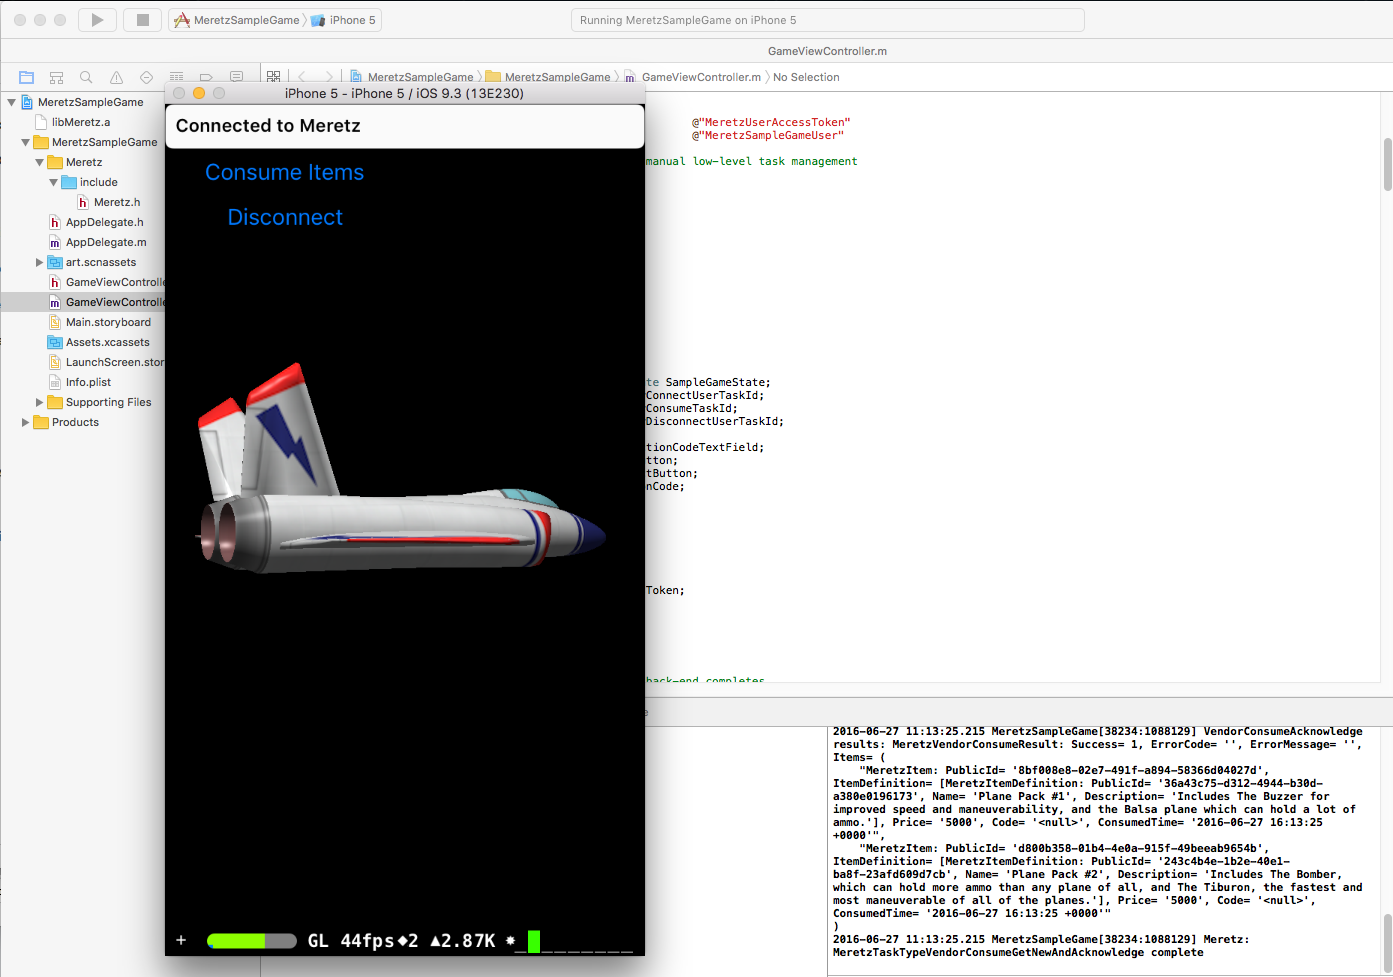 MeretzSampleGame iPhone 5
Running MeretzSampleGame on iPhone 5
GameViewController.m
MeretzSampleGame MeretzSampleGame GameViewController.m No Selection
MeretzSampleGame
libMeretz.a
MeretzSampleGame
Meretz
include
Meretz.h
AppDelegate.h
AppDelegate.m
art.scnassets
GameViewControlle
GameViewControlle
Main.storyboard
Assets.xcassets
LaunchScreen.stor
Info.plist
Supporting Files
Products
iPhone 5 - iPhone 5 / iOS 9.3 (13E230)
Connected to Meretz
Consume Items
Disconnect
+ GL 44fps◆2 ▲2.87K
@"MeretzUserAccessToken"
@"MeretzSampleGameUser"
manual low-level task management
te SampleGameState;
ConnectUserTaskId;
ConsumeTaskId;
DisconnectUserTaskId;
tionCodeTextField;
tton;
tButton;
nCode;
Token;
back-end completes
2016-06-27 11:13:25.215 MeretzSampleGame[38234:1088129] VendorConsumeAcknowledge
results: MeretzVendorConsumeResult: Success= 1, ErrorCode= '', ErrorMessage= '',
Items= (
"MeretzItem: PublicId= '8bf008e8-02e7-491f-a894-58366d04027d',
ItemDefinition= [MeretzItemDefinition: PublicId= '36a43c75-d312-4944-b30d-
a380e0196173', Name= 'Plane Pack #1', Description= 'Includes The Buzzer for
improved speed and maneuverability, and the Balsa plane which can hold a lot of
ammo.'], Price= '5000', Code= '<null>', ConsumedTime= '2016-06-27 16:13:25
+0000'",
"MeretzItem: PublicId= 'd800b358-01b4-4e0a-915f-49beeab9654b',
ItemDefinition= [MeretzItemDefinition: PublicId= '243c4b4e-1b2e-40e1-
ba8f-23afd609d7cb', Name= 'Plane Pack #2', Description= 'Includes The Bomber,
which can hold more ammo than any plane of all, and The Tiburon, the fastest and
most maneuverable of all of the planes.'], Price= '5000', Code= '<null>',
ConsumedTime= '2016-06-27 16:13:25 +0000'"
)
2016-06-27 11:13:25.215 MeretzSampleGame[38234:1088129] Meretz:
MeretzTaskTypeVendorConsumeGetNewAndAcknowledge complete